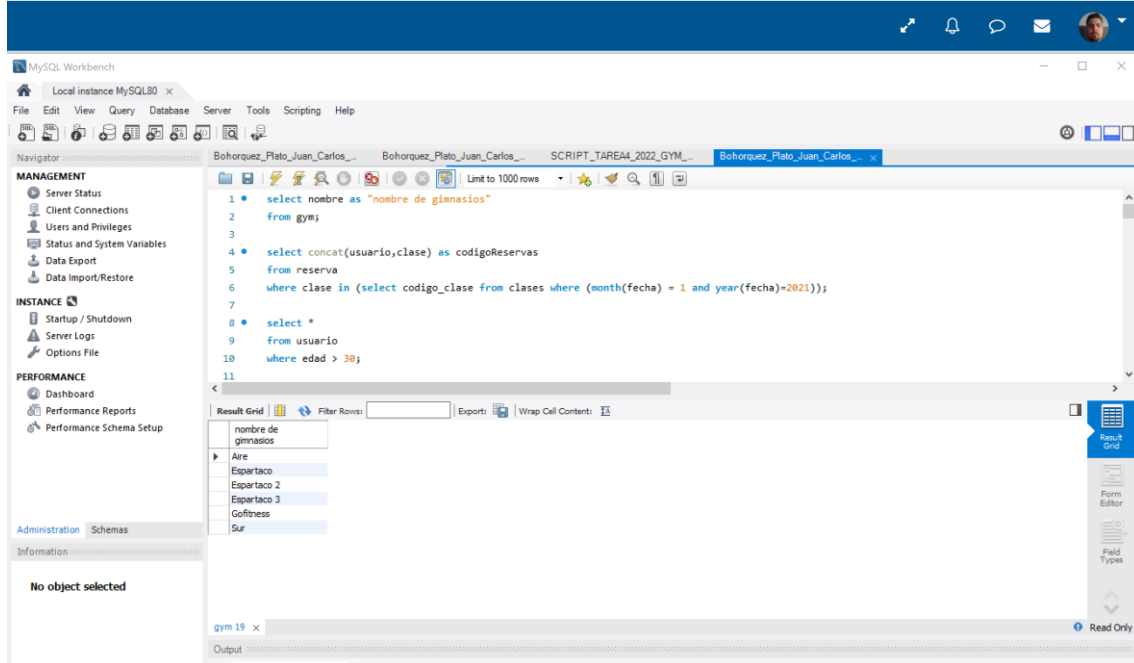 MySQL Workbench
Local instance MySQL80
File Edit View Query Database Server Tools Scripting Help
Navigator
MANAGEMENT
Server Status
Client Connections
Users and Privileges
Status and System Variables
Data Export
Data Import/Restore
INSTANCE
Startup / Shutdown
Server Logs
Options File
PERFORMANCE
Dashboard
Performance Reports
Performance Schema Setup
Administration Schemas
Information
No object selected
Bohorquez_Plato_Juan_Carlos_... Bohorquez_Plato_Juan_Carlos_... SCRIPT_TAREA4_2022_GYM_... Bohorquez_Plato_Juan_Carlos_...
Limit to 1000 rows
1 select nombre as "nombre de gimnasios"
2 from gym;
3
4 select concat(usuario,clase) as codigoReservas
5 from reserva
6 where clase in (select codigo_clase from clases where (month(fecha) = 1 and year(fecha)=2021));
7
8 select *
9 from usuario
10 where edad > 30;
11
Result Grid Filter Rows: Export: Wrap Cell Content:
nombre de
gimnasios
Aire
Espartaco
Espartaco 2
Espartaco 3
Gofitness
Sur
Result
Grid
Form
Editor
Field
Types
gym 19
Read Only
Output